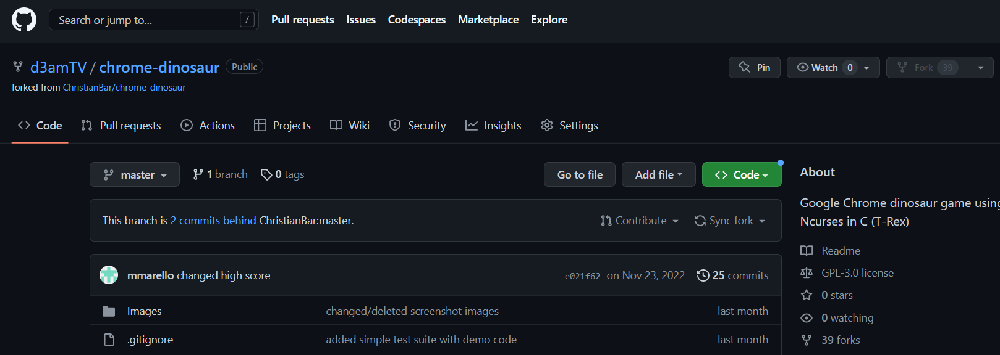 Search or jump to... /
Pull requests Issues Codespaces Marketplace Explore
d3amTV / chrome-dinosaur Public
Pin Watch 0 Fork 39
forked from ChristianBar/chrome-dinosaur
Code Pull requests Actions Projects Wiki Security Insights Settings
master 1 branch 0 tags
Go to file Add file Code
About
This branch is 2 commits behind ChristianBar:master.
Contribute Sync fork
Google Chrome dinosaur game using
Ncurses in C (T-Rex)
Readme
GPL-3.0 license
0 stars
0 watching
39 forks
mmarello changed high score
e021f62 on Nov 23, 2022 25 commits
Images changed/deleted screenshot images last month
.gitignore added simple test suite with demo code last month